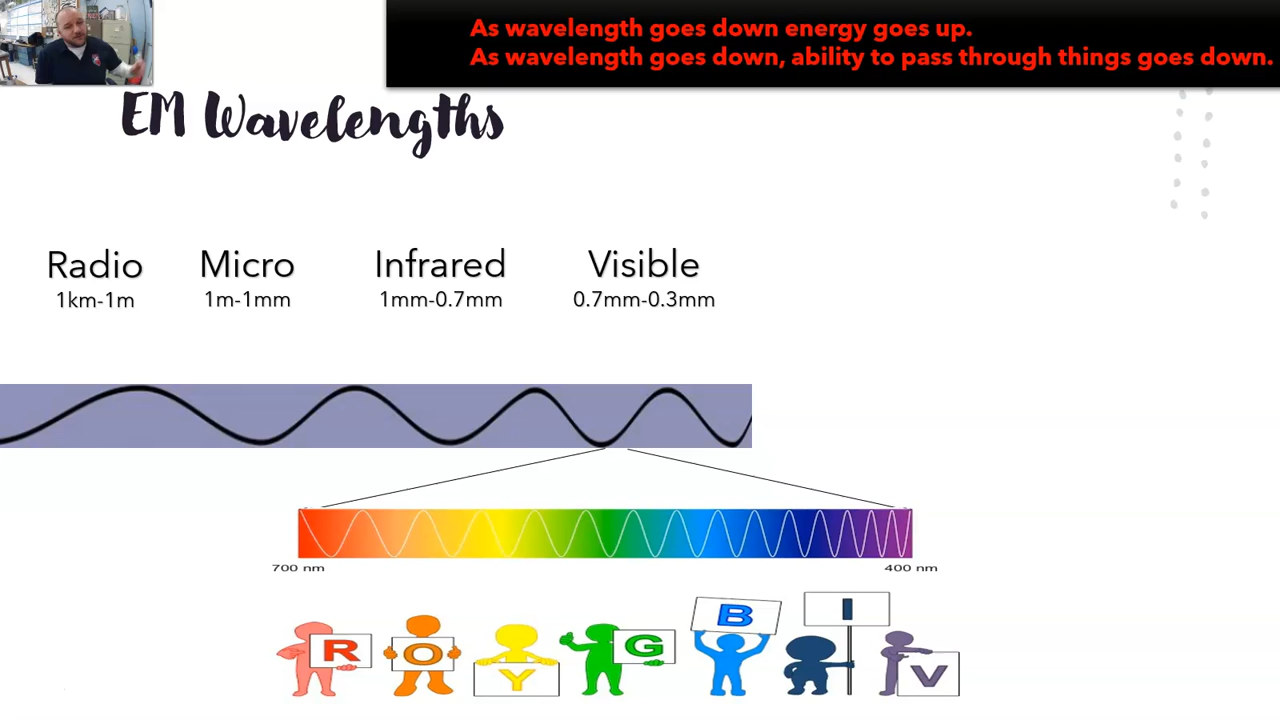 As wavelength goes down energy goes up.
As wavelength goes down, ability to pass through things goes down.
EM Wavelengths
Radio Micro Infrared Visible
1km-1m 1m-1mm 1mm-0.7mm 0.7mm-0.3mm
700 nm 400 nm
R O Y G B I V